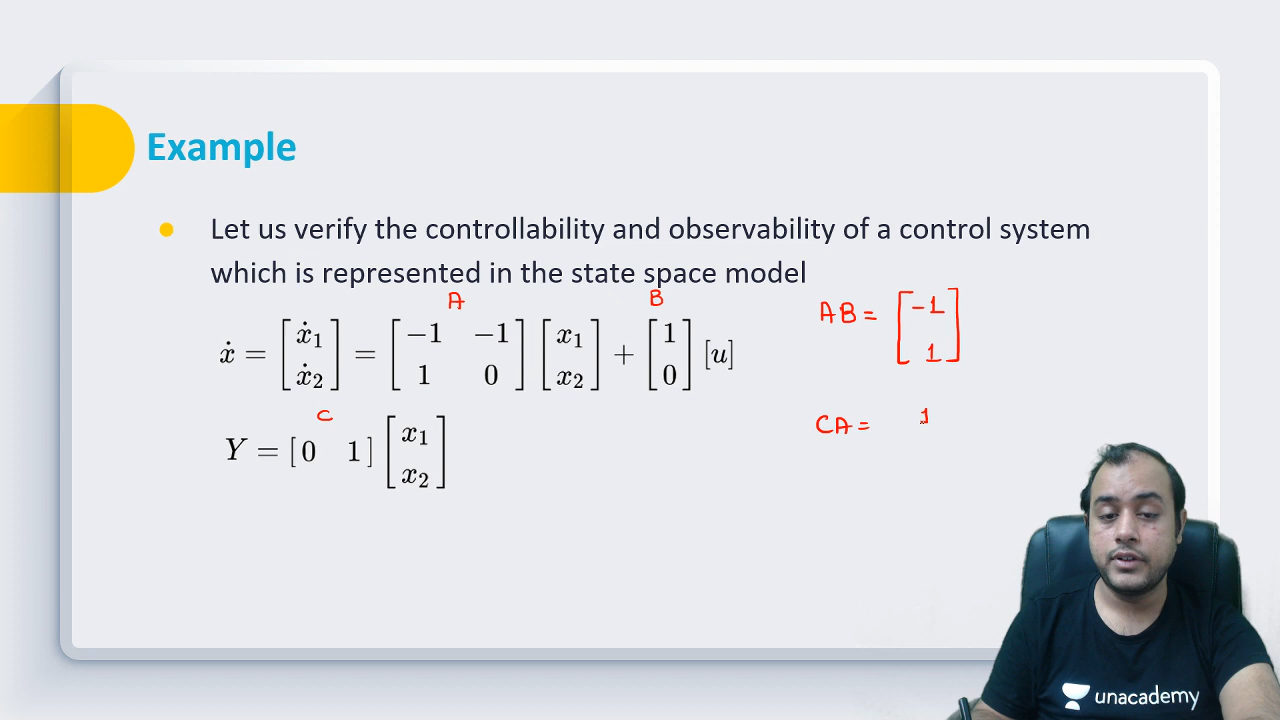 Example
Let us verify the controllability and observability of a control system
which is represented in the state space model
A B
ẋ = [ẋ1 ẋ2] = [−1 −1 1 0] [x1 x2] + [1 0] [u]
AB = [-1 1]
C
Y = [0 1] [x1 x2]
CA = 1
unacademy